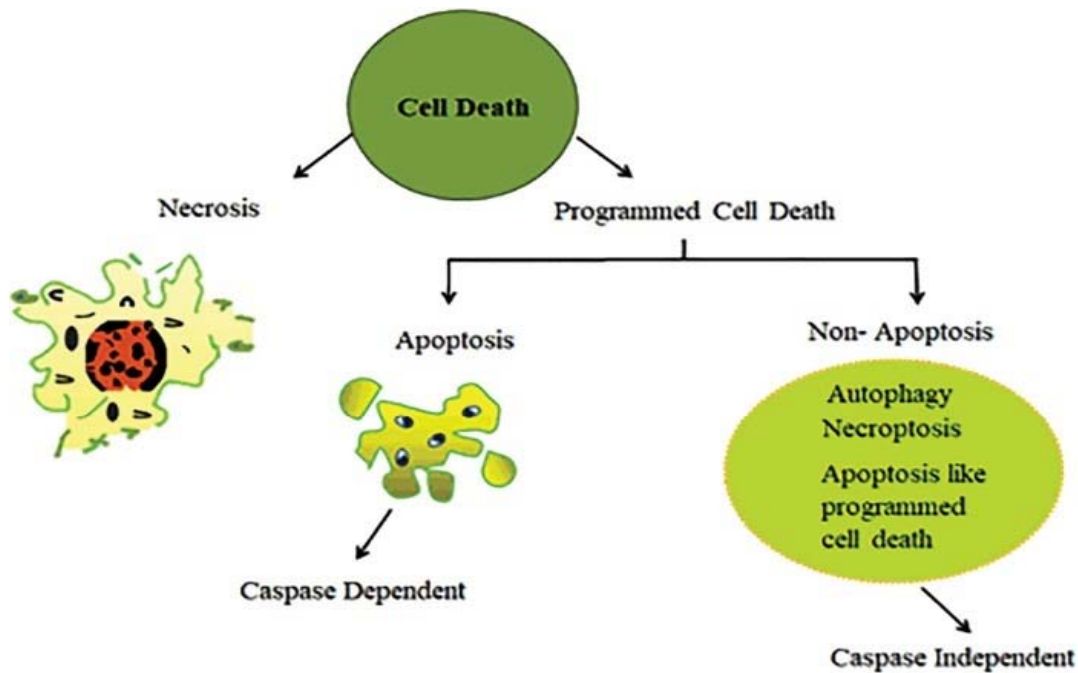 Cell Death
Necrosis
Programmed Cell Death
Apoptosis
Non- Apoptosis
Autophagy
Necroptosis
Apoptosis like
programmed
cell death
Caspase Dependent
Caspase Independent